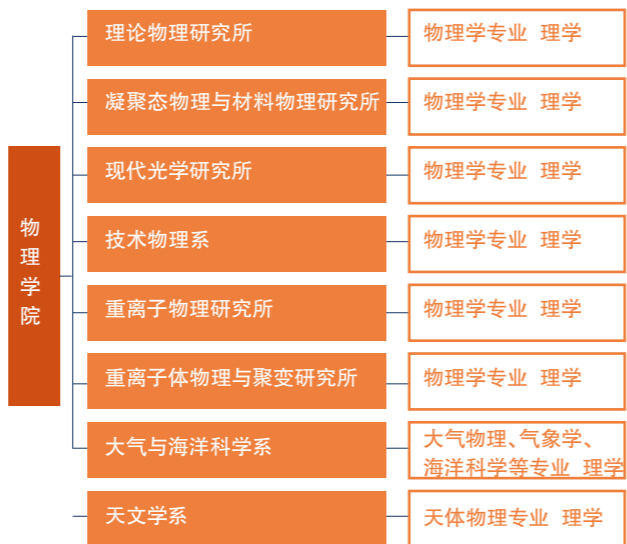 物理学院
理论物理研究所
物理学专业 理学
凝聚态物理与材料物理研究所
物理学专业 理学
现代光学研究所
物理学专业 理学
技术物理系
物理学专业 理学
重离子物理研究所
物理学专业 理学
重离子体物理与聚变研究所
物理学专业 理学
大气与海洋科学系
大气物理、气象学、
海洋科学等专业 理学
天文学系
天体物理专业 理学